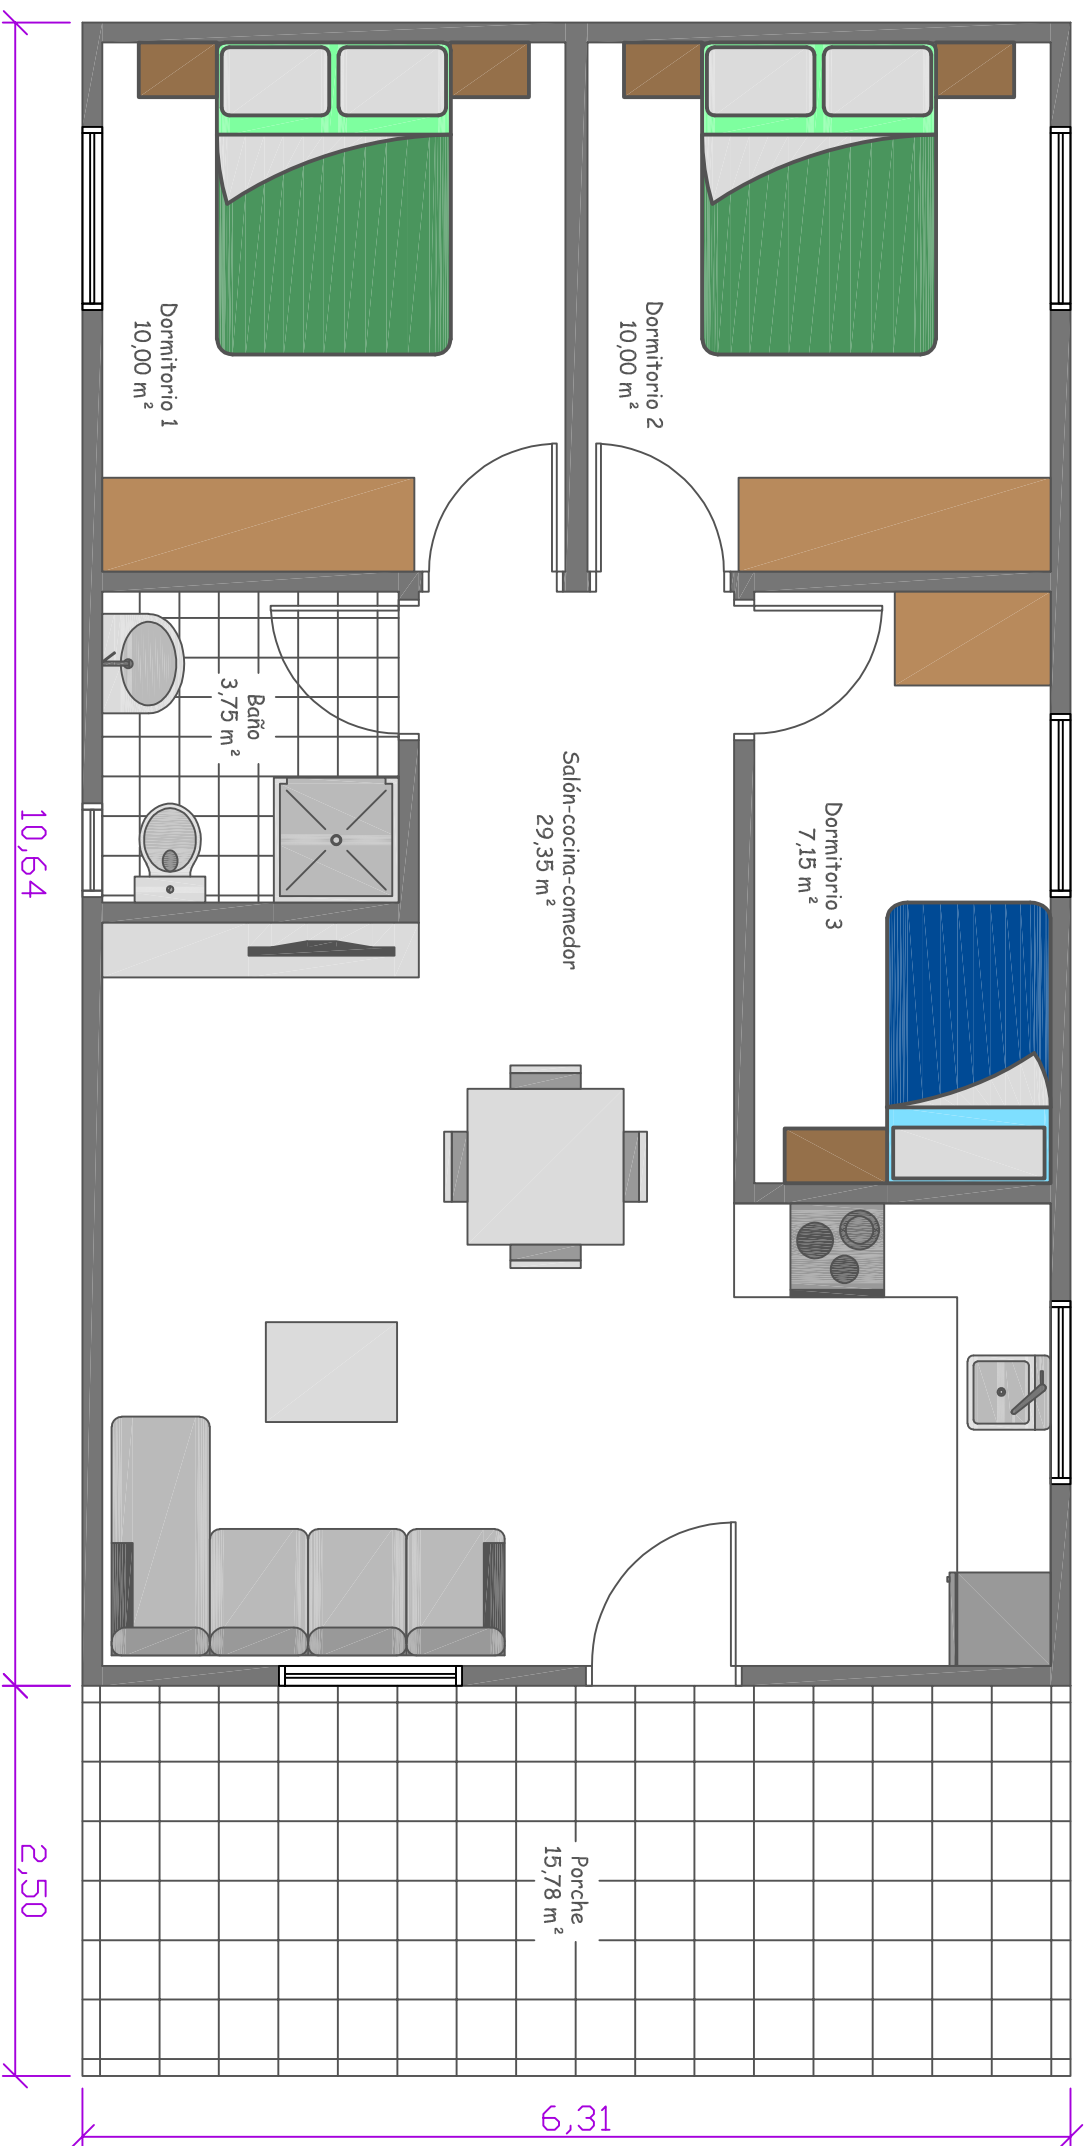 Dormitorio 1
10,00 m²
Dormitorio 2
10,00 m²
Baño
3,75 m²
Salón-cocina-comedor
29,35 m²
Dormitorio 3
7,15 m²
10,64
Porche
15,78 m²
2,50
6,31